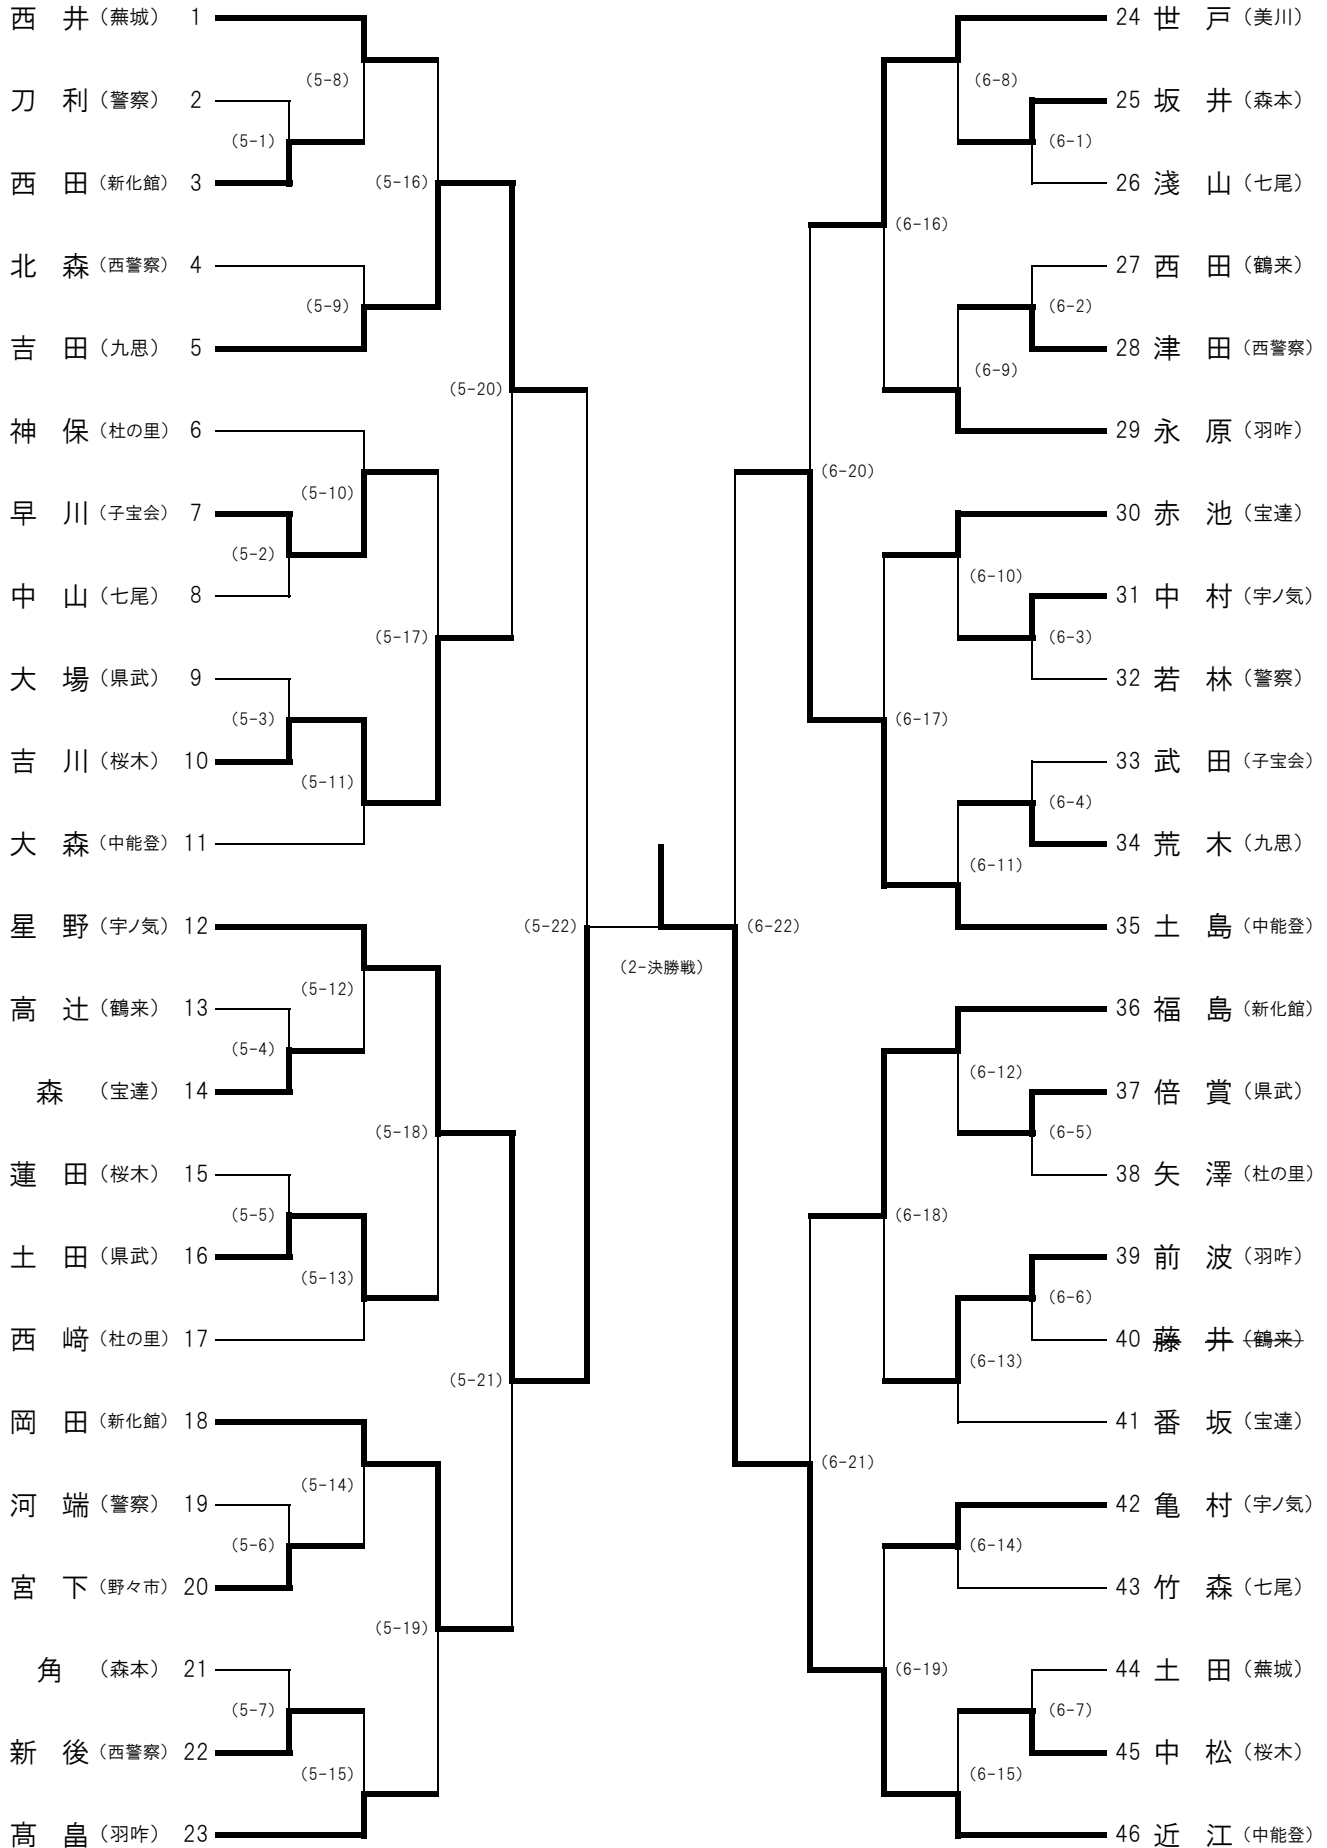 西　井（蕪城）　1
(5-8)
刀　利（警察）　2
(5-1)
西　田（新化館）　3
(5-16)
北　森（西警察）　4
(5-9)
吉　田（九思）　5
(5-20)
神　保（杜の里）　6
(5-10)
早　川（子宝会）　7
(5-2)
中　山（七尾）　8
(5-17)
大　場（県武）　9
(5-3)
吉　川（桜木）　10
(5-11)
大　森（中能登）　11
星　野（宇ノ気）　12
(5-22)
(5-12)
高　辻（鶴来）　13
(5-4)
森　（宝達）　14
(5-18)
蓮　田（桜木）　15
(5-5)
土　田（県武）　16
(5-13)
西　﨑（杜の里）　17
(5-21)
岡　田（新化館）　18
(5-14)
河　端（警察）　19
(5-6)
宮　下（野々市）　20
(5-19)
角　（森本）　21
(5-7)
新　後（西警察）　22
(5-15)
髙　畠（羽咋）　23
(2-決勝戦)
24　世　戸（美川）
(6-8)
25　坂　井（森本）
(6-1)
26　淺　山（七尾）
(6-16)
27　西　田（鶴来）
(6-2)
28　津　田（西警察）
(6-9)
29　永　原（羽咋）
(6-20)
30　赤　池（宝達）
(6-10)
31　中　村（宇ノ気）
(6-3)
32　若　林（警察）
(6-17)
33　武　田（子宝会）
(6-4)
34　荒　木（九思）
(6-11)
35　土　島（中能登）
(6-22)
36　福　島（新化館）
(6-12)
37　倍　賞（県武）
(6-5)
38　矢　澤（杜の里）
(6-18)
39　前　波（羽咋）
(6-6)
40　藤　井（鶴来）
(6-13)
41　番　坂（宝達）
(6-21)
42　亀　村（宇ノ気）
(6-14)
43　竹　森（七尾）
(6-19)
44　土　田（蕪城）
(6-7)
45　中　松（桜木）
(6-15)
46　近　江（中能登）